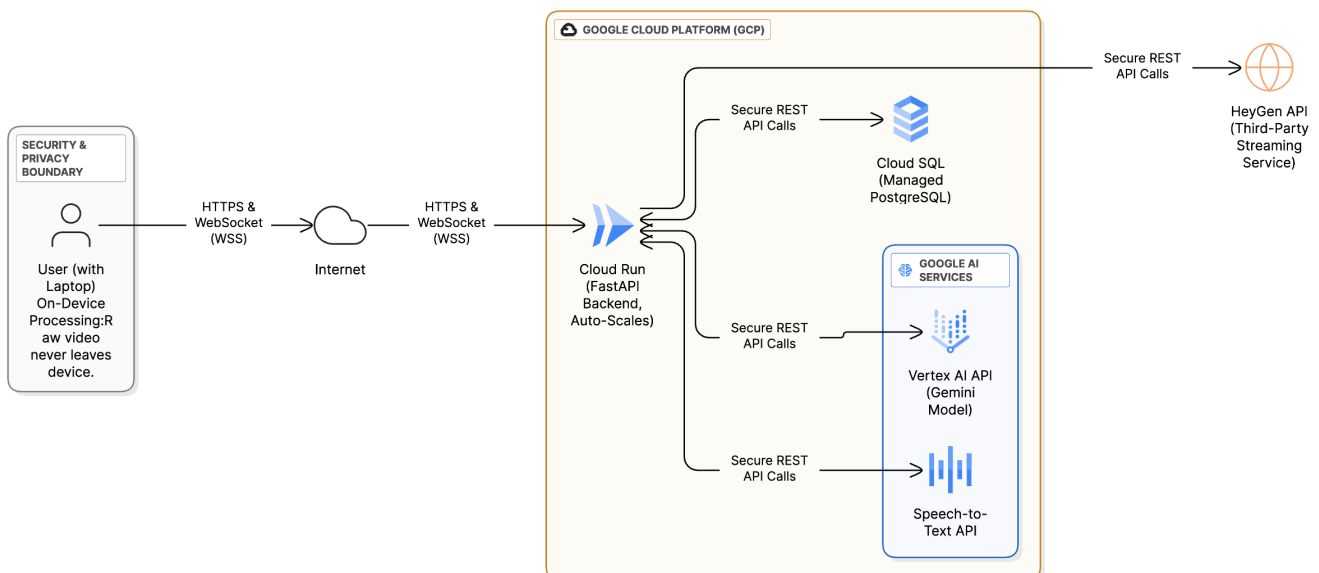 GOOGLE CLOUD PLATFORM (GCP)
Secure REST
API Calls
HeyGen API
(Third-Party
Streaming
Service)
Secure REST
API Calls
Cloud SQL
(Managed
PostgreSQL)
SECURITY &
PRIVACY
BOUNDARY
User (with
Laptop)
On-Device
Processing:R
aw video
never leaves
device.
HTTPS &
WebSocket
(WSS)
Internet
HTTPS &
WebSocket
(WSS)
Cloud Run
(FastAPI
Backend,
Auto-Scales)
GOOGLE AI
SERVICES
Secure REST
API Calls
Vertex AI API
(Gemini
Model)
Secure REST
API Calls
Speech-to-
Text API